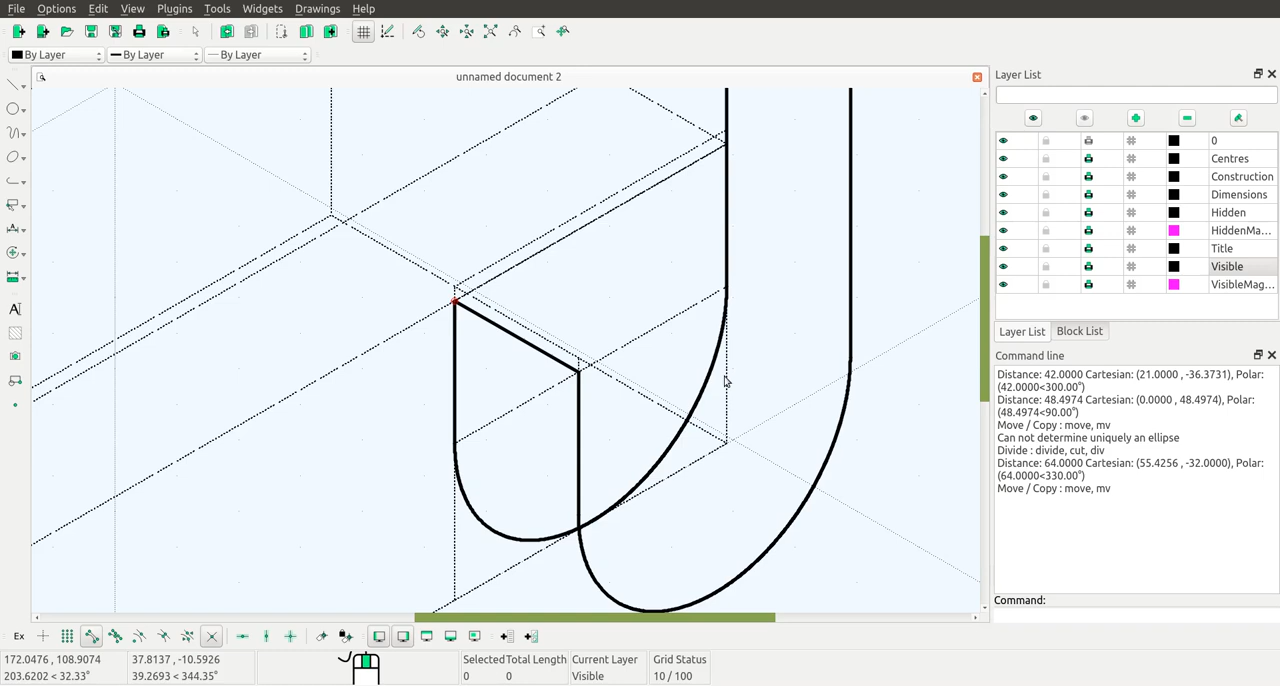 File Options Edit View Plugins Tools Widgets Drawings Help
By Layer By Layer By Layer
unnamed document 2
Layer List
0
Centres
Construction
Dimensions
Hidden
HiddenMa...
Title
Visible
VisibleMag...
Layer List Block List
Command line
Distance: 42.0000 Cartesian: (21.0000 , -36.3731), Polar:
(42.0000<300.00°)
Distance: 48.4974 Cartesian: (0.0000 , 48.4974), Polar:
(48.4974<90.00°)
Move / Copy : move, mv
Can not determine uniquely an ellipse
Divide : divide, cut, div
Distance: 64.0000 Cartesian: (55.4256 , -32.0000), Polar:
(64.0000<330.00°)
Move / Copy : move, mv
Command:
Ex
172.0476 , 108.9074 37.8137 , -10.5926 Selected Total Length Current Layer Grid Status
203.6202 < 32.33° 39.2693 < 344.35° 0 0 Visible 10 / 100